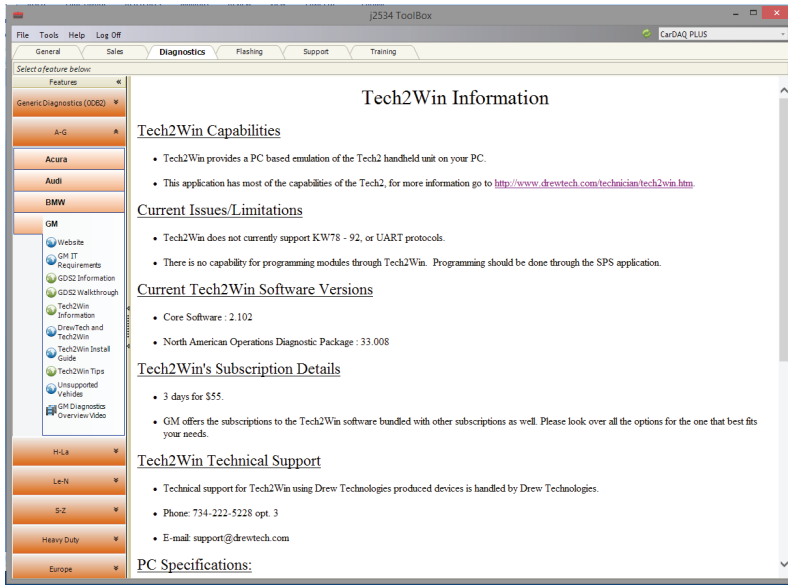 j2534 ToolBox
File Tools Help Log Off
CarDAQ PLUS
General Sales Diagnostics Flashing Support Training
Select a feature below:
Features «
Generic Diagnostics (ODB2)
A-G
Acura
Audi
BMW
GM
Website
GM IT
Requirements
GDS2 Information
GDS2 Walkthrough
Tech2Win
Information
DrewTech and
Tech2Win
Tech2Win Install
Guide
Tech2Win Tips
Unsupported
Vehicles
GM Diagnostics
Overview Video
H-La
Le-N
S-Z
Heavy Duty
Europe
Tech2Win Information
Tech2Win Capabilities
• Tech2Win provides a PC based emulation of the Tech2 handheld unit on your PC.
• This application has most of the capabilities of the Tech2, for more information go to http://www.drewtech.com/technician/tech2win.htm.
Current Issues/Limitations
• Tech2Win does not currently support KW78 - 92, or UART protocols.
• There is no capability for programming modules through Tech2Win. Programming should be done through the SPS application.
Current Tech2Win Software Versions
• Core Software : 2.102
• North American Operations Diagnostic Package : 33.008
Tech2Win's Subscription Details
• 3 days for $55.
• GM offers the subscriptions to the Tech2Win software bundled with other subscriptions as well. Please look over all the options for the one that best fits
your needs.
Tech2Win Technical Support
• Technical support for Tech2Win using Drew Technologies produced devices is handled by Drew Technologies.
• Phone: 734-222-5228 opt. 3
• E-mail: support@drewtech.com
PC Specifications: